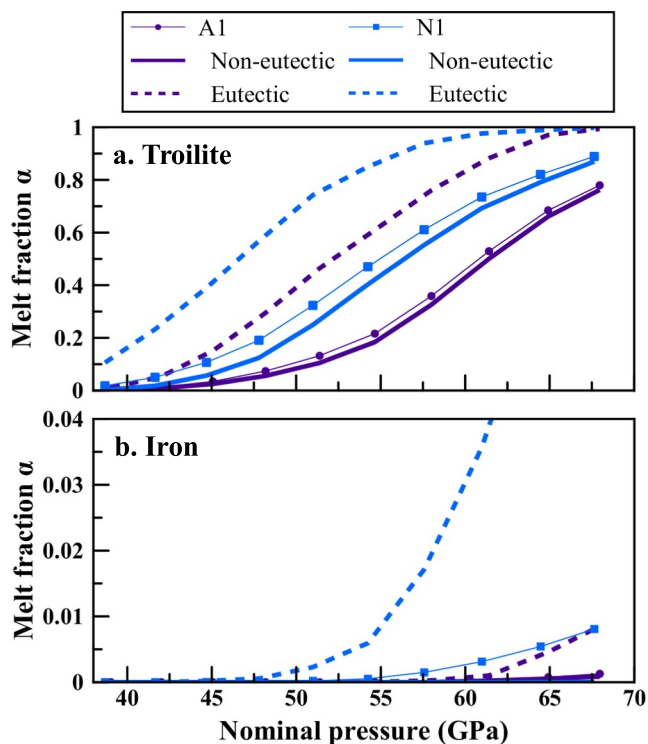 A1 N1
Non-eutectic Non-eutectic
Eutectic Eutectic
a. Troilite
Melt fraction α
1
0.8
0.6
0.4
0.2
0
b. Iron
Melt fraction α
0.04
0.03
0.02
0.01
0
40 45 50 55 60 65 70
Nominal pressure (GPa)